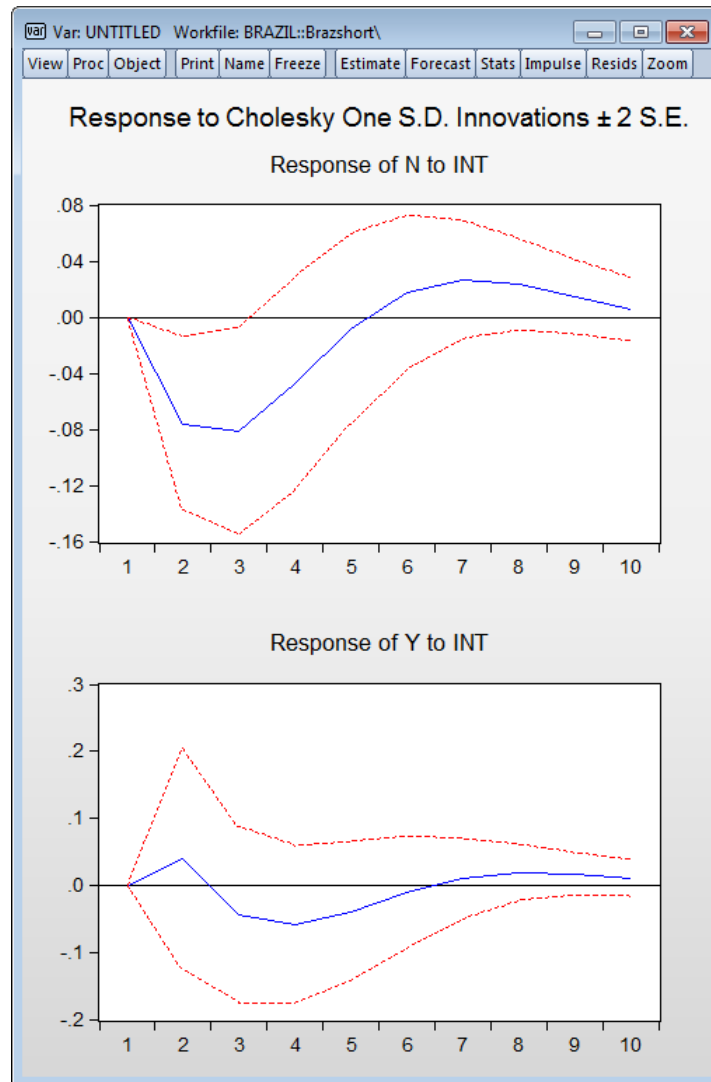 var Var: UNTITLED Workfile: BRAZIL::Brazshort\
View Proc Object Print Name Freeze Estimate Forecast Stats Impulse Resids Zoom
Response to Cholesky One S.D. Innovations ± 2 S.E.
Response of N to INT
.08
.04
.00
-.04
-.08
-.12
-.16
1 2 3 4 5 6 7 8 9 10
Response of Y to INT
.3
.2
.1
.0
-.1
-.2
1 2 3 4 5 6 7 8 9 10